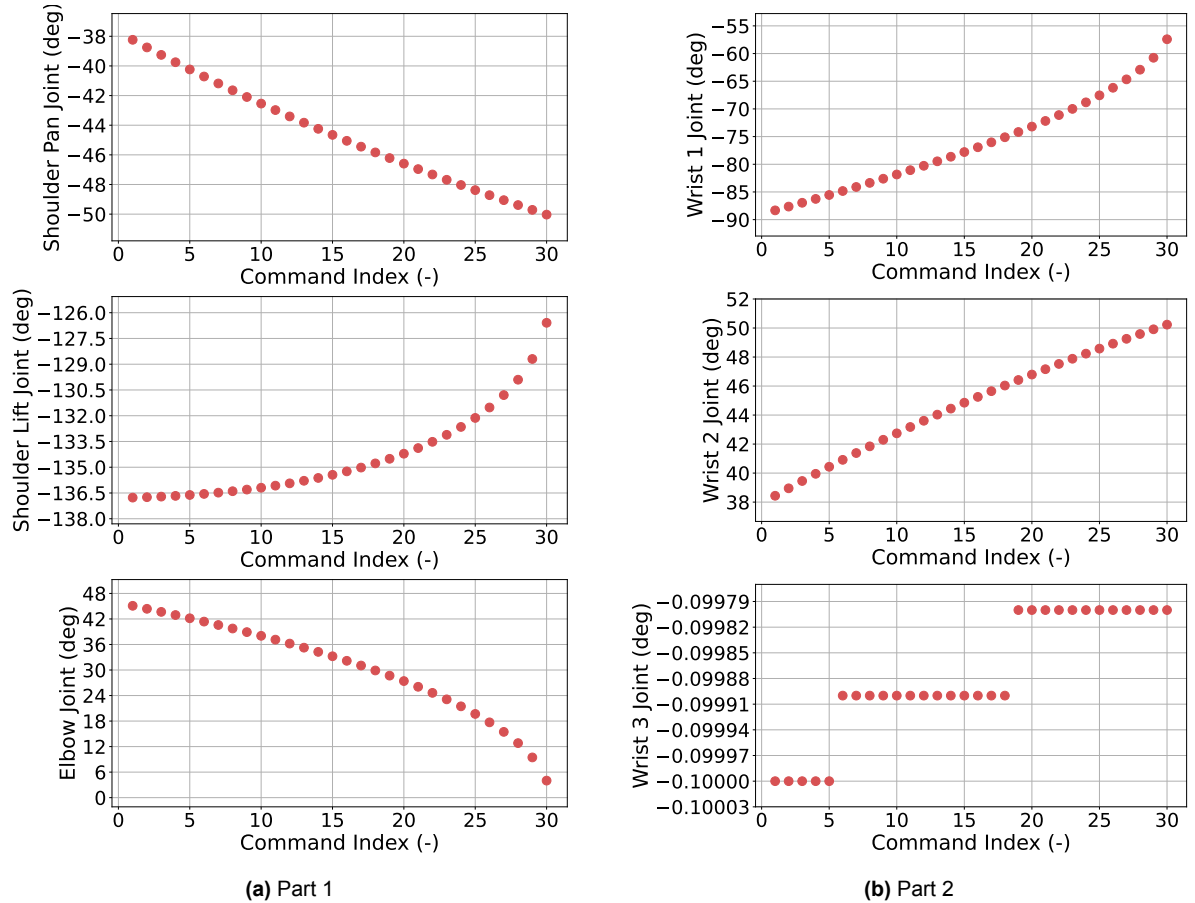 Shoulder Pan Joint (deg)
−38
−40
−42
−44
−46
−48
−50
0 5 10 15 20 25 30
Command Index (-)
Shoulder Lift Joint (deg)
−126.0
−127.5
−129.0
−130.5
−132.0
−133.5
−135.0
−136.5
−138.0
0 5 10 15 20 25 30
Command Index (-)
Elbow Joint (deg)
48
42
36
30
24
18
12
6
0
0 5 10 15 20 25 30
Command Index (-)
(a) Part 1
Wrist 1 Joint (deg)
−55
−60
−65
−70
−75
−80
−85
−90
0 5 10 15 20 25 30
Command Index (-)
Wrist 2 Joint (deg)
52
50
48
46
44
42
40
38
0 5 10 15 20 25 30
Command Index (-)
Wrist 3 Joint (deg)
−0.09979
−0.09982
−0.09985
−0.09988
−0.09991
−0.09994
−0.09997
−0.10000
−0.10003
0 5 10 15 20 25 30
Command Index (-)
(b) Part 2